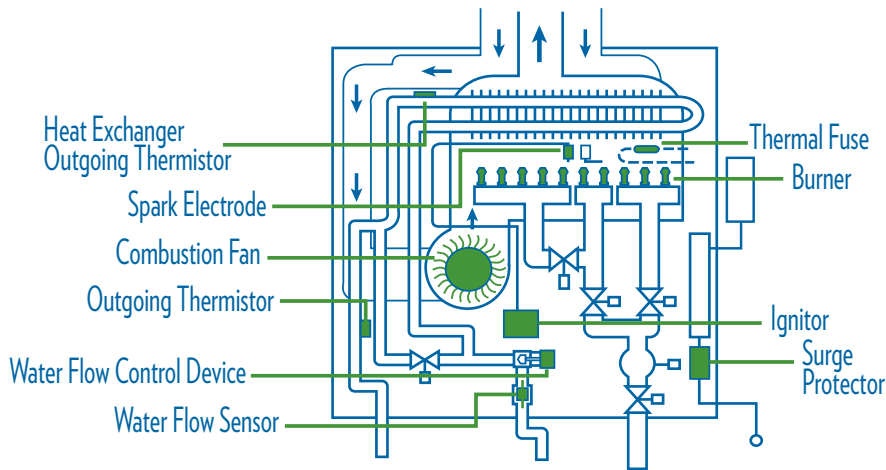 Heat Exchanger
Outgoing Thermistor
Spark Electrode
Combustion Fan
Outgoing Thermistor
Water Flow Control Device
Water Flow Sensor
Thermal Fuse
Burner
Ignitor
Surge
Protector